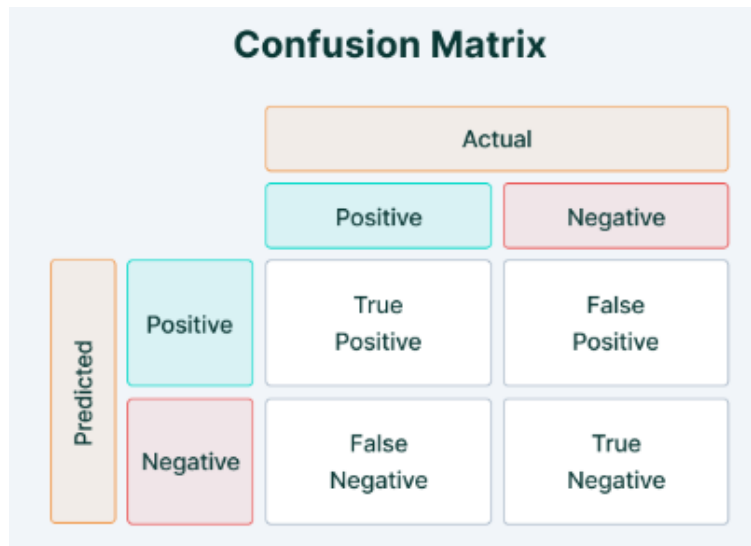 Confusion Matrix
Actual
Positive
Negative
Predicted
Positive
True
Positive
False
Positive
Negative
False
Negative
True
Negative